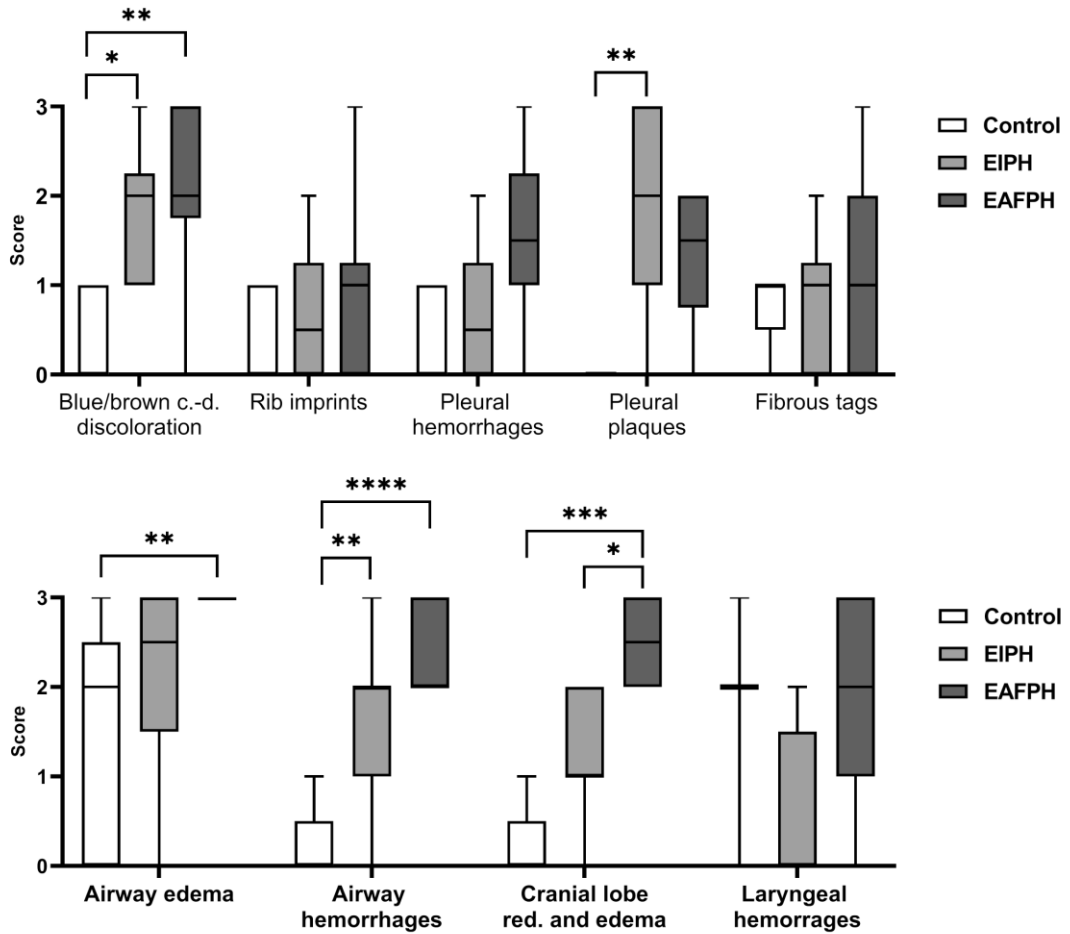 **
*
**
3
2
1
0
Score
Control
EIPH
EAFPH
Blue/brown c.-d.
discoloration
Rib imprints
Pleural
hemorrhages
Pleural
plaques
Fibrous tags
**
****
**
***
*
3
2
1
0
Score
Control
EIPH
EAFPH
Airway edema
Airway
hemorrhages
Cranial lobe
red. and edema
Laryngeal
hemorrages